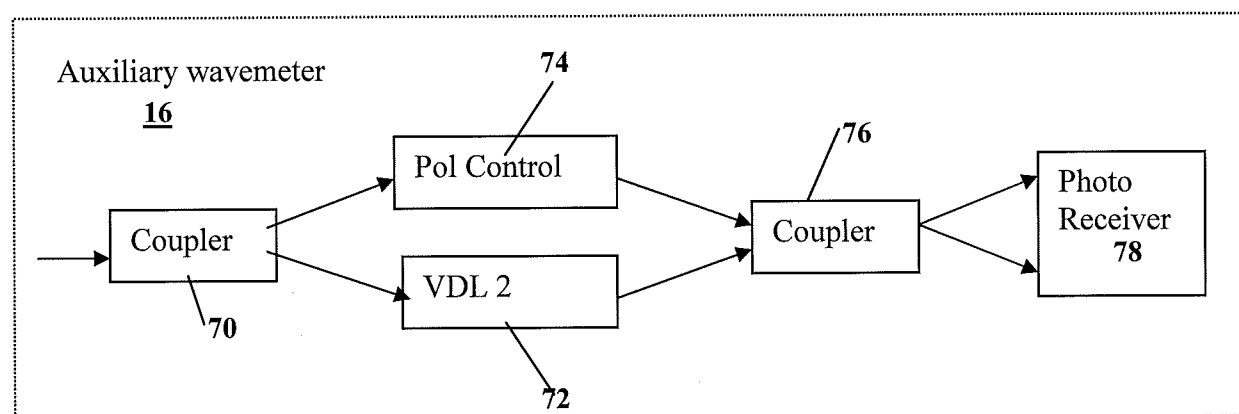 Auxiliary wavemeter
16
74
Pol Control
76
Coupler
70
VDL 2
72
Coupler
Photo
Receiver
78